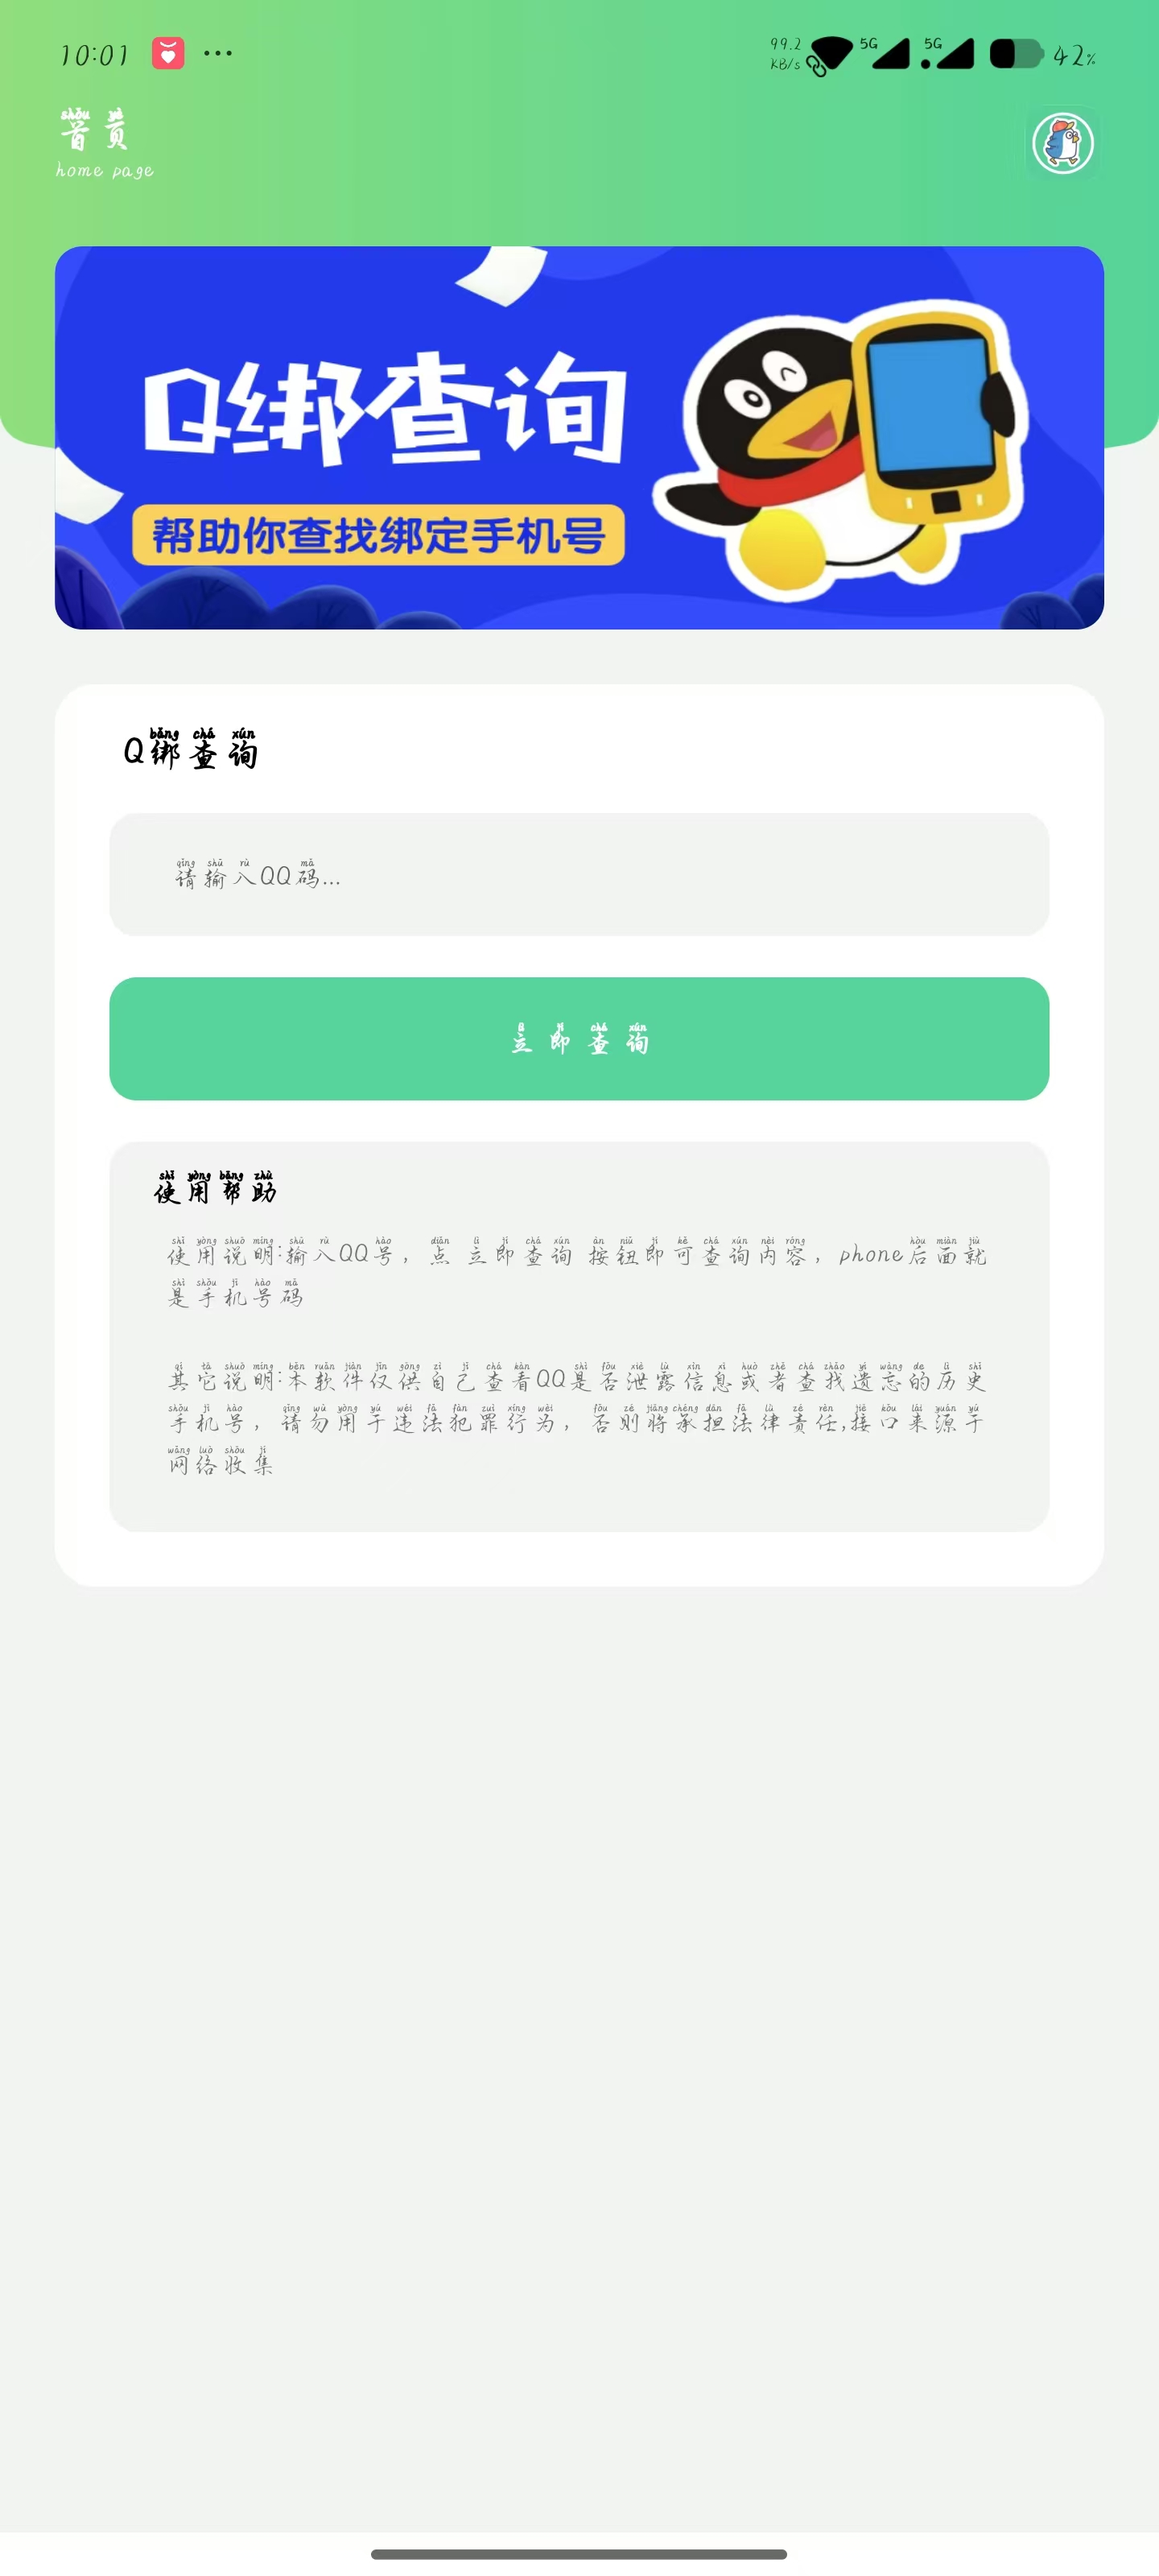 10:01 ... 99.2 KB/s 5G 5G 42%
首页
home page
Q绑查询
帮助你查找绑定手机号
Q绑查询
请输入QQ码...
立即查询
使用帮助
使用说明:输入QQ号，点 立即查询 按钮即可查询内容，phone后面就
是手机号码
其它说明:本软件仅供自己查看QQ是否泄露信息或者查找遗忘的历史
手机号，请勿用于违法犯罪行为，否则将承担法律责任,接口来源于
网络收集